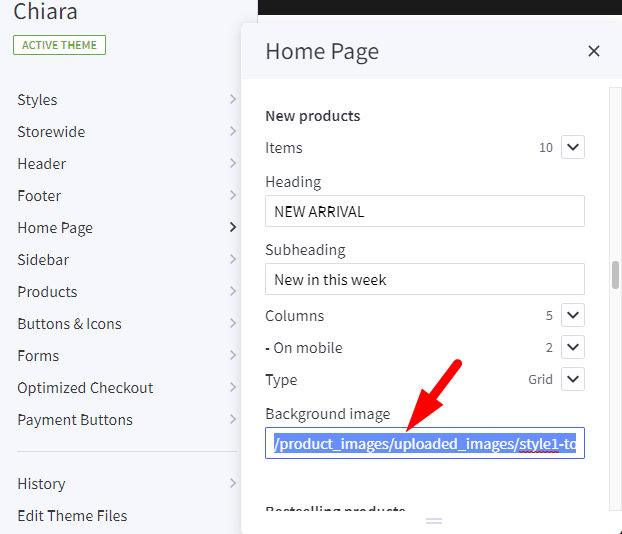 Chiara
ACTIVE THEME
Styles
Storewide
Header
Footer
Home Page
Sidebar
Products
Buttons & Icons
Forms
Optimized Checkout
Payment Buttons
History
Edit Theme Files
Home Page
New products
Items 10
Heading
NEW ARRIVAL
Subheading
New in this week
Columns 5
- On mobile 2
Type Grid
Background image
/product_images/uploaded_images/style1-to
Bestselling products